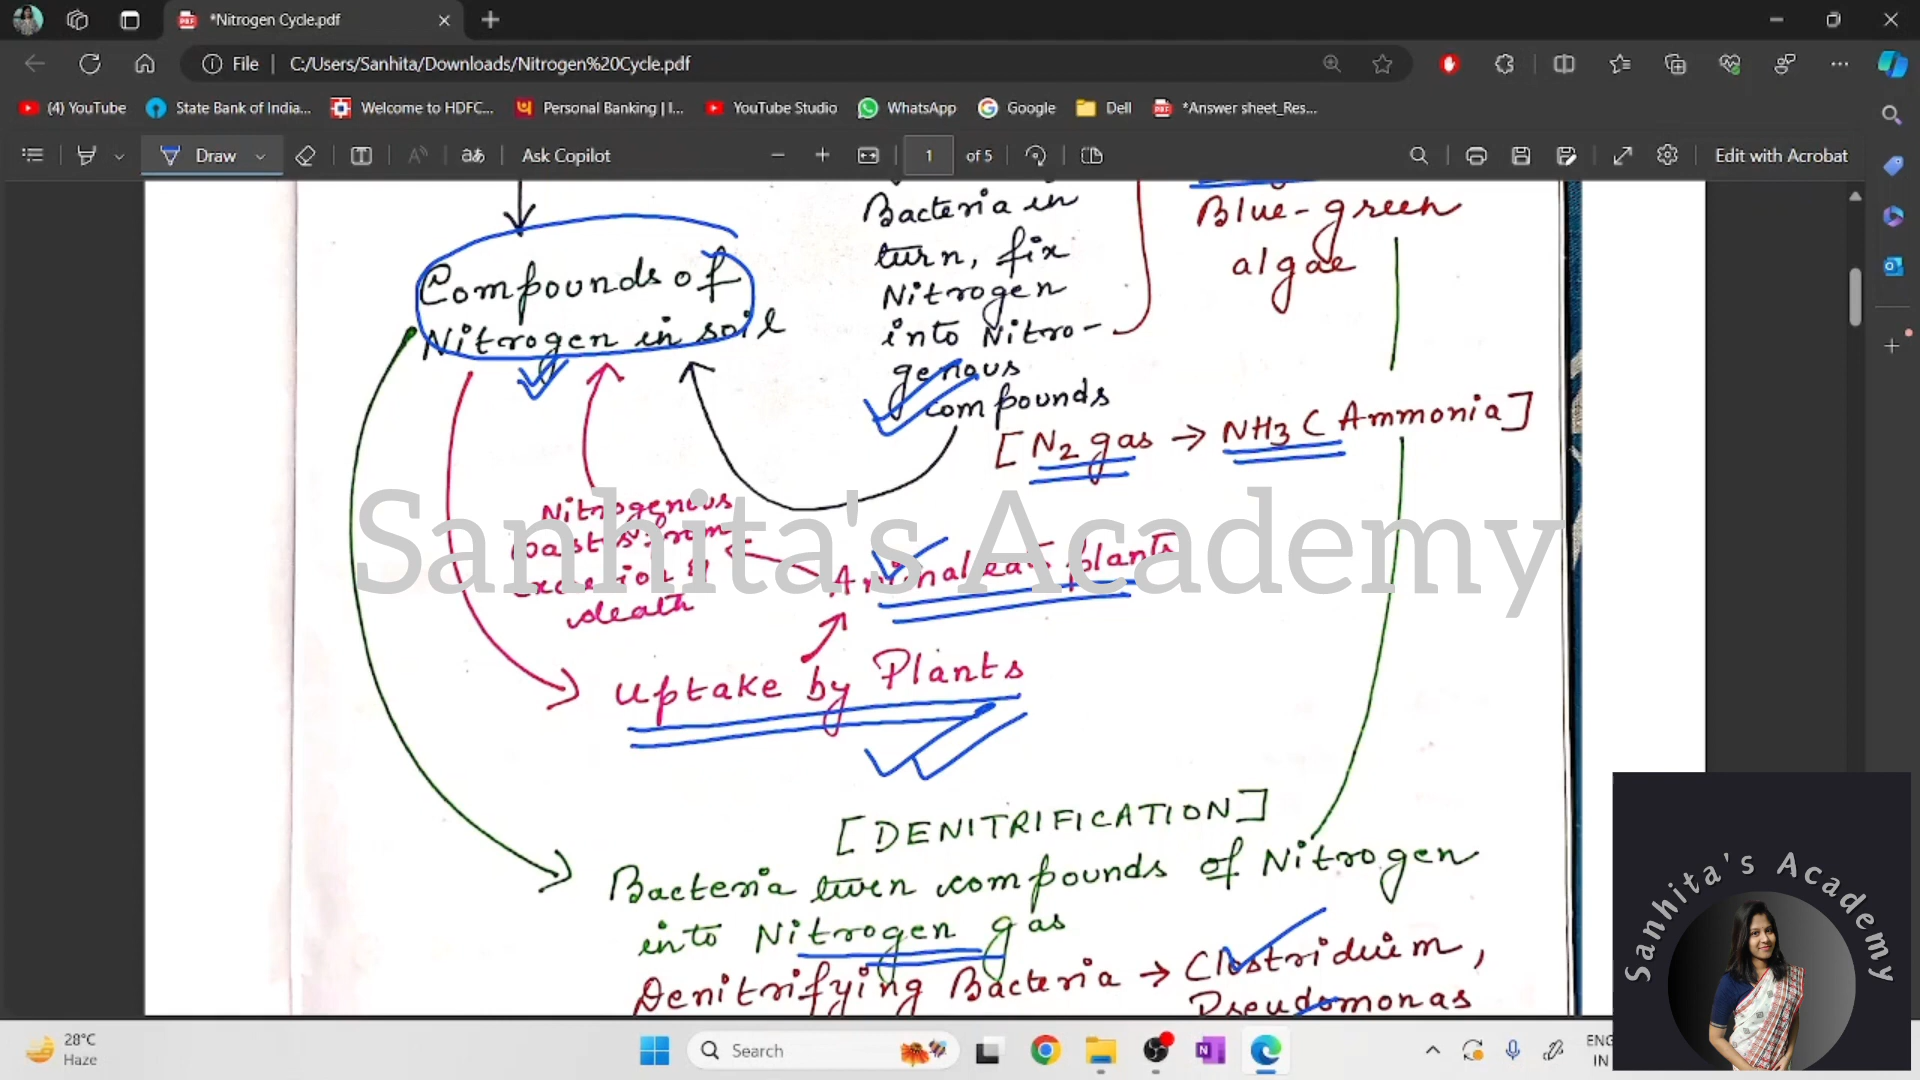 *Nitrogen Cycle.pdf
File
C:/Users/Sanhita/Downloads/Nitrogen%20Cycle.pdf
(4) YouTube
State Bank of India...
Welcome to HDFC...
Personal Banking | I...
YouTube Studio
WhatsApp
Google
Dell
*Answer sheet_Res...
Draw
Ask Copilot
1 of 5
Edit with Acrobat
Bacteria in
turn, fix
Nitrogen
into Nitro-
genous
compounds
Blue-green
algae
Compounds of
Nitrogen in soil
[N2 gas → NH3 ( Ammonia]
Nitrogenous
death
Animal eat plants
Uptake by Plants
[DENITRIFICATION]
Bacteria turn compounds of Nitrogen
into Nitrogen gas
Denitrifying Bacteria → Clostridium,
Pseudomonas
Sanhita's Academy
Sanhita's Academy
28°C
Haze
Search
ENG
IN